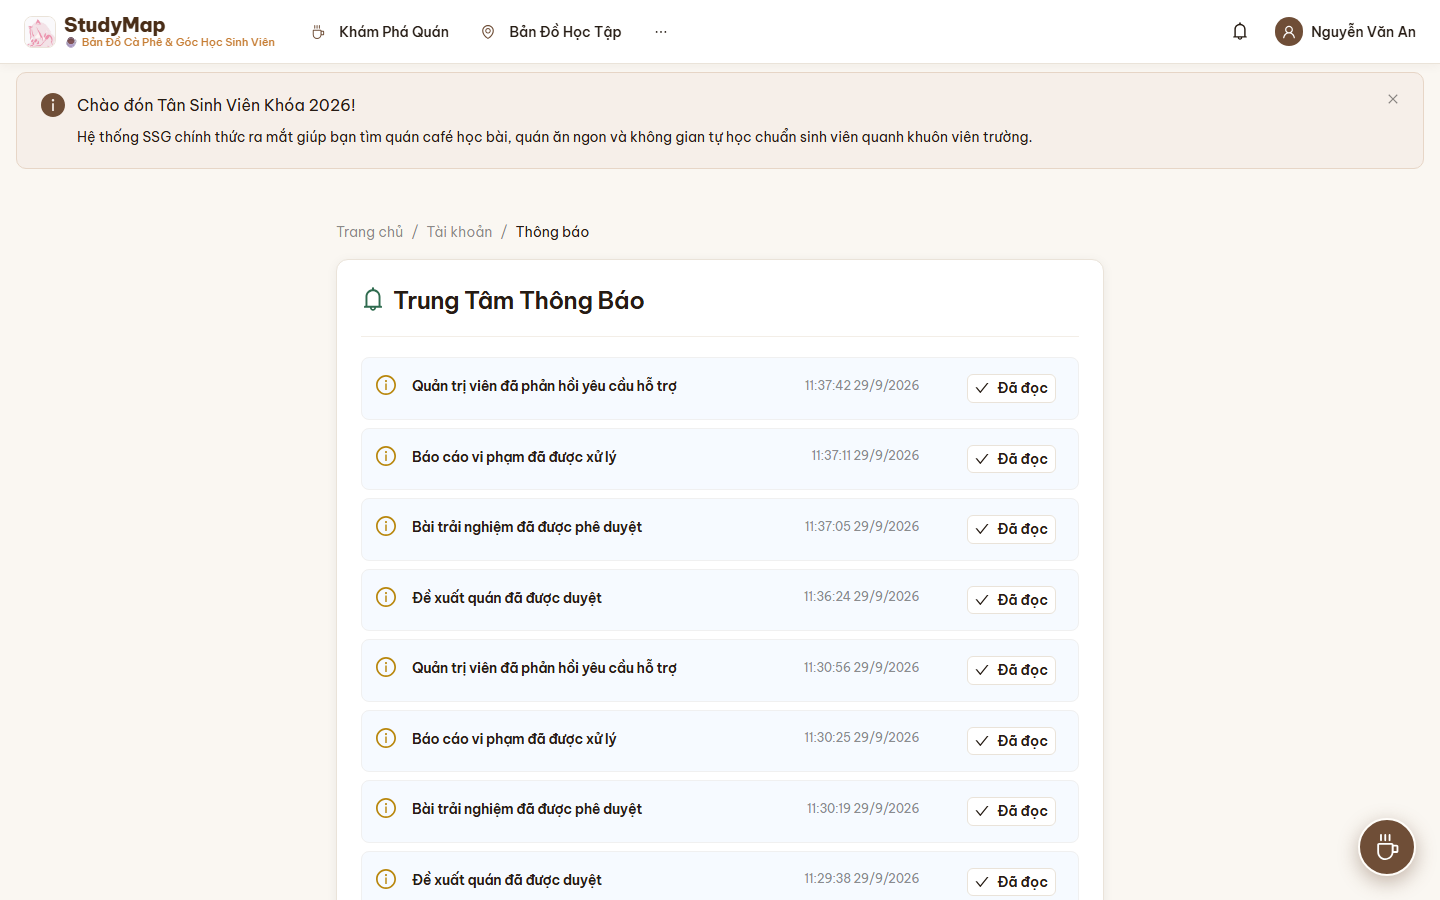 StudyMap
Bản Đồ Cà Phê & Góc Học Sinh Viên
Khám Phá Quán
Bản Đồ Học Tập
···
Nguyễn Văn An
Chào đón Tân Sinh Viên Khóa 2026!
Hệ thống SSG chính thức ra mắt giúp bạn tìm quán café học bài, quán ăn ngon và không gian tự học chuẩn sinh viên quanh khuôn viên trường.
Trang chủ / Tài khoản / Thông báo
Trung Tâm Thông Báo
Quản trị viên đã phản hồi yêu cầu hỗ trợ 11:37:42 29/9/2026 Đã đọc
Báo cáo vi phạm đã được xử lý 11:37:11 29/9/2026 Đã đọc
Bài trải nghiệm đã được phê duyệt 11:37:05 29/9/2026 Đã đọc
Đề xuất quán đã được duyệt 11:36:24 29/9/2026 Đã đọc
Quản trị viên đã phản hồi yêu cầu hỗ trợ 11:30:56 29/9/2026 Đã đọc
Báo cáo vi phạm đã được xử lý 11:30:25 29/9/2026 Đã đọc
Bài trải nghiệm đã được phê duyệt 11:30:19 29/9/2026 Đã đọc
Đề xuất quán đã được duyệt 11:29:38 29/9/2026 Đã đọc